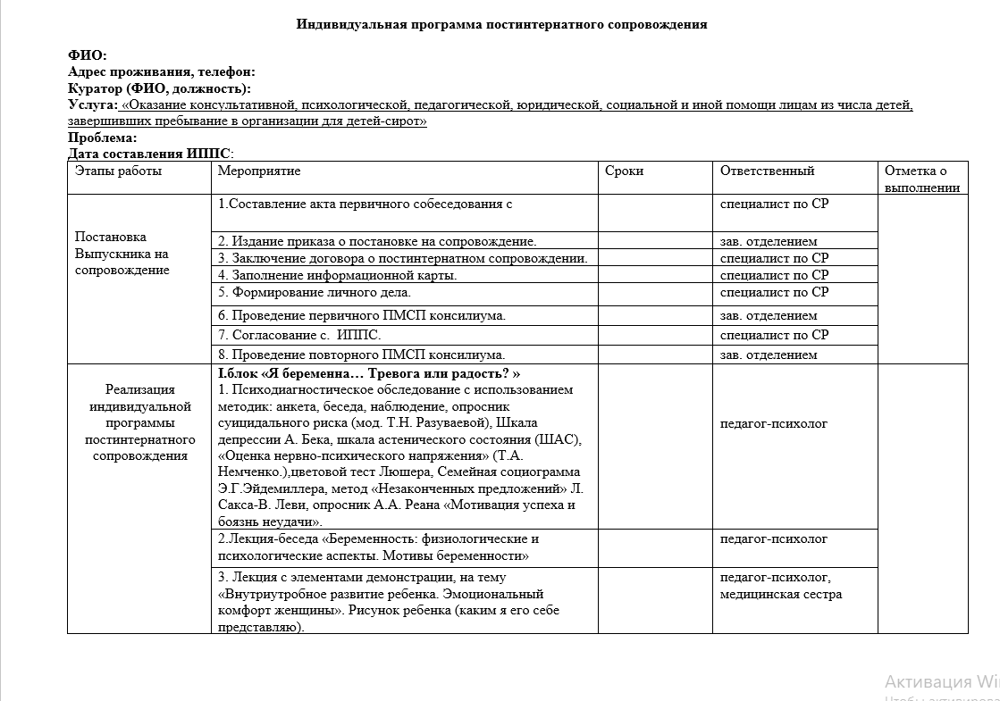 Индивидуальная программа постинтернатного сопровождения
ФИО:
Адрес проживания, телефон:
Куратор (ФИО, должность):
Услуга: «Оказание консультативной, психологической, педагогической, юридической, социальной и иной помощи лицам из числа детей,
завершивших пребывание в организации для детей-сирот»
Проблема:
Дата составления ИППС:
Этапы работы
Мероприятие
Сроки
Ответственный
Отметка о
выполнении
Постановка
Выпускника на
сопровождение
1.Составление акта первичного собеседования с
специалист по СР
2. Издание приказа о постановке на сопровождение.
зав. отделением
3. Заключение договора о постинтернатном сопровождении.
специалист по СР
4. Заполнение информационной карты.
специалист по СР
5. Формирование личного дела.
специалист по СР
6. Проведение первичного ПМСП консилиума.
зав. отделением
7. Согласование с. ИППС.
специалист по СР
8. Проведение повторного ПМСП консилиума.
зав. отделением
Реализация
индивидуальной
программы
постинтернатного
сопровождения
I.блок «Я беременна… Тревога или радость? »
1. Психодиагностическое обследование с использованием
методик: анкета, беседа, наблюдение, опросник
суицидального риска (мод. Т.Н. Разуваевой), Шкала
депрессии А. Бека, шкала астенического состояния (ШАС),
«Оценка нервно-психического напряжения» (Т.А.
Немченко.),цветовой тест Люшера, Семейная социограмма
Э.Г.Эйдемиллера, метод «Незаконченных предложений» Л.
Сакса-В. Леви, опросник А.А. Реана «Мотивация успеха и
боязнь неудачи».
педагог-психолог
2.Лекция-беседа «Беременность: физиологические и
психологические аспекты. Мотивы беременности»
педагог-психолог
3. Лекция с элементами демонстрации, на тему
«Внутриутробное развитие ребенка. Эмоциональный
комфорт женщины». Рисунок ребенка (каким я его себе
представляю).
педагог-психолог,
медицинская сестра
Активация Wi